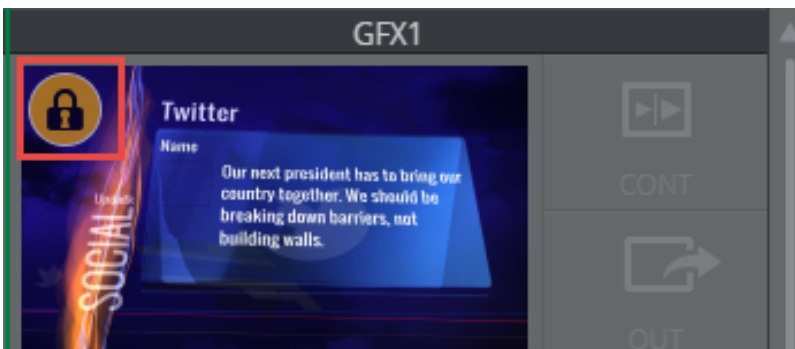 GFX1
Twitter
Name
Our next president has to bring our
country together. We should be
breaking down barriers, not
building walls.
SOCIAL
CONT
OUT